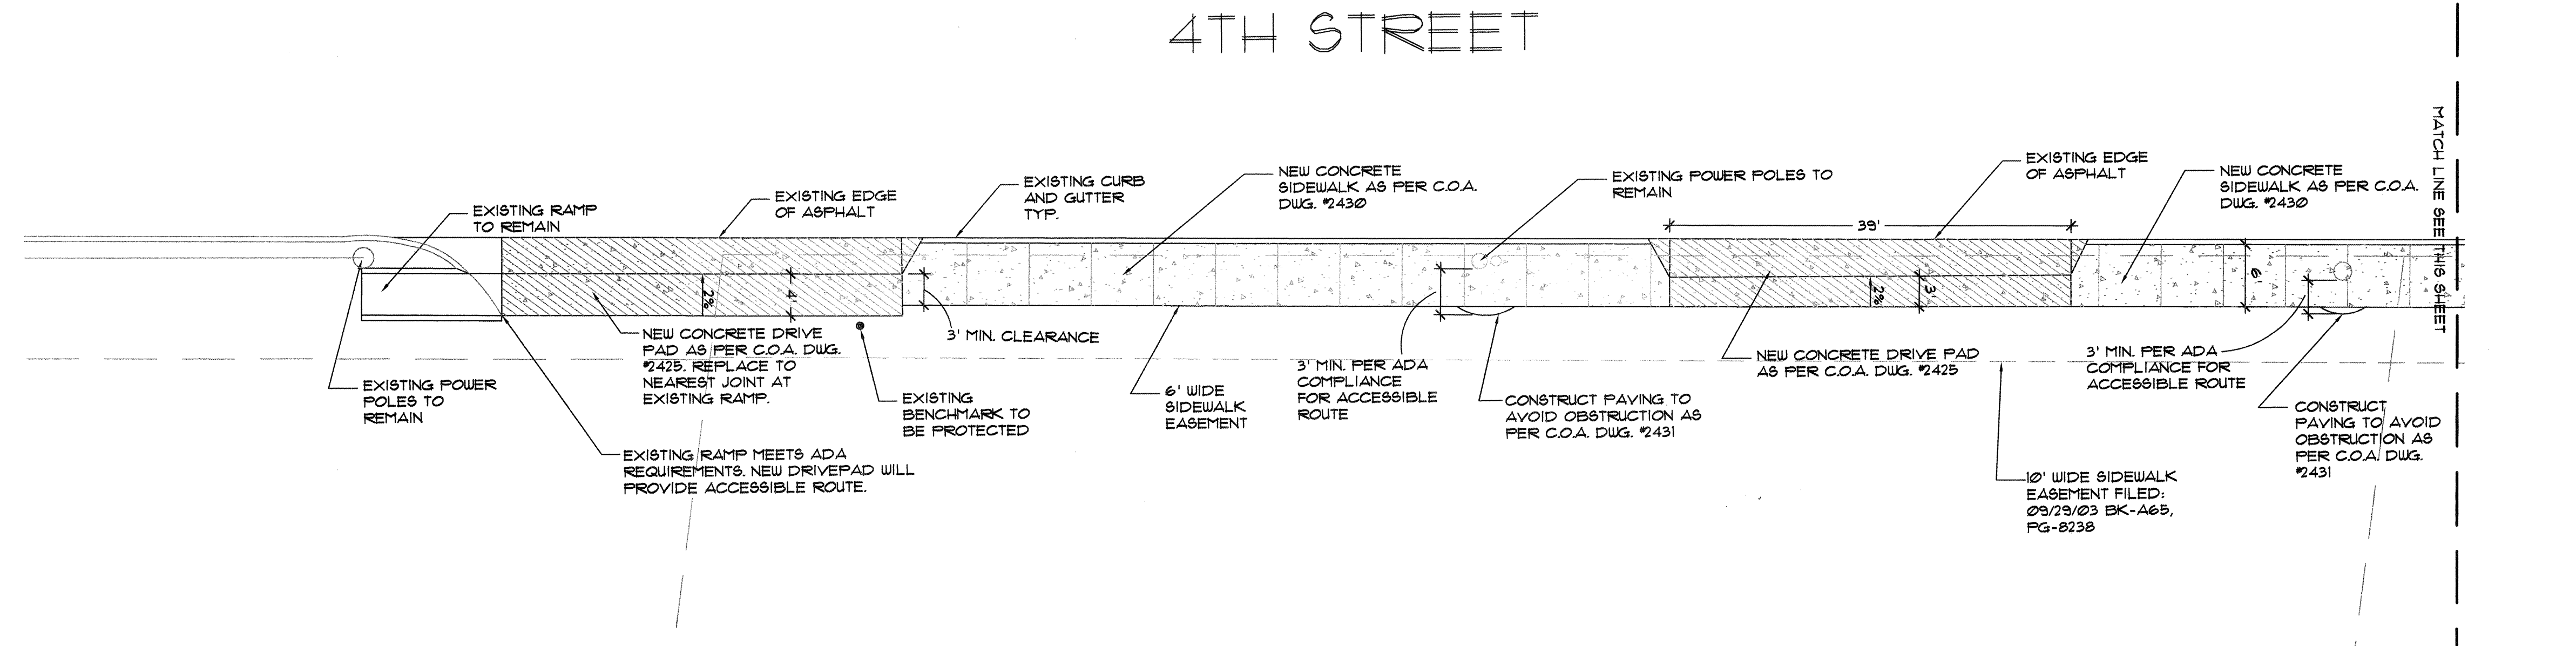 4TH STREET
EXISTING RAMP
TO REMAIN
EXISTING EDGE
OF ASPHALT
EXISTING CURB
AND GUTTER
TYP.
NEW CONCRETE
SIDEWALK AS PER C.O.A.
DWG. #2430
EXISTING POWER POLES TO
REMAIN
39'
EXISTING EDGE
OF ASPHALT
NEW CONCRETE
SIDEWALK AS PER C.O.A.
DWG. #2430
MATCH LINE SEE THIS SHEET
2%
4'
2%
3'
6'
EXISTING POWER
POLES TO
REMAIN
NEW CONCRETE DRIVE
PAD AS PER C.O.A. DWG.
#2425. REPLACE TO
NEAREST JOINT AT
EXISTING RAMP.
EXISTING RAMP MEETS ADA
REQUIREMENTS. NEW DRIVEPAD WILL
PROVIDE ACCESSIBLE ROUTE.
EXISTING
BENCHMARK TO
BE PROTECTED
3' MIN. CLEARANCE
6' WIDE
SIDEWALK
EASEMENT
3' MIN. PER ADA
COMPLIANCE
FOR ACCESSIBLE
ROUTE
CONSTRUCT PAVING TO
AVOID OBSTRUCTION AS
PER C.O.A. DWG. #2431
NEW CONCRETE DRIVE PAD
AS PER C.O.A. DWG. #2425
10' WIDE SIDEWALK
EASEMENT FILED:
09/29/03 BK-A65,
PG-8238
3' MIN. PER ADA
COMPLIANCE FOR
ACCESSIBLE ROUTE
CONSTRUCT
PAVING TO AVOID
OBSTRUCTION AS
PER C.O.A. DWG.
#2431